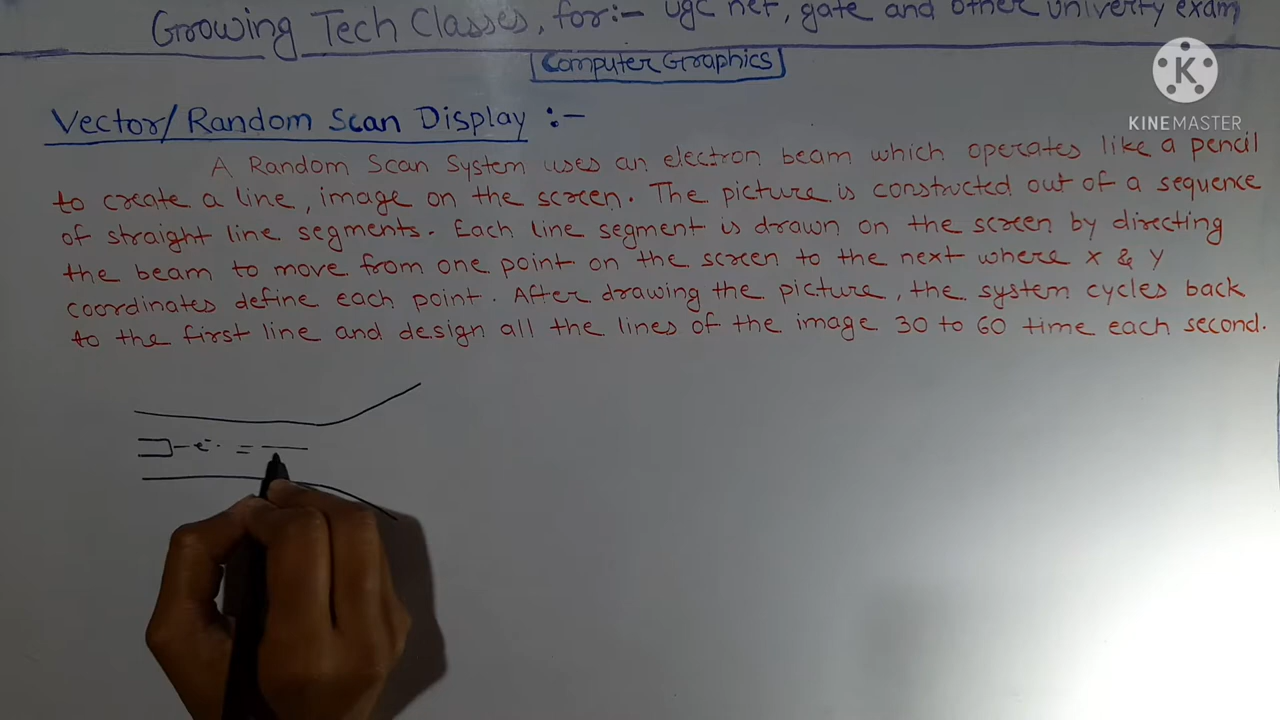 Growing Tech Classes, for:- ugc net, gate and other univerty exam
Computer Graphics
K
KINEMASTER
Vector/Random Scan Display :-
A Random Scan System uses an electron beam which operates like a pencil
to create a line, image on the screen. The picture is constructed out of a sequence
of straight line segments. Each line segment is drawn on the screen by directing
the beam to move from one point on the screen to the next where x & y
coordinates define each point. After drawing the picture, the system cycles back
to the first line and design all the lines of the image 30 to 60 time each second.
e-